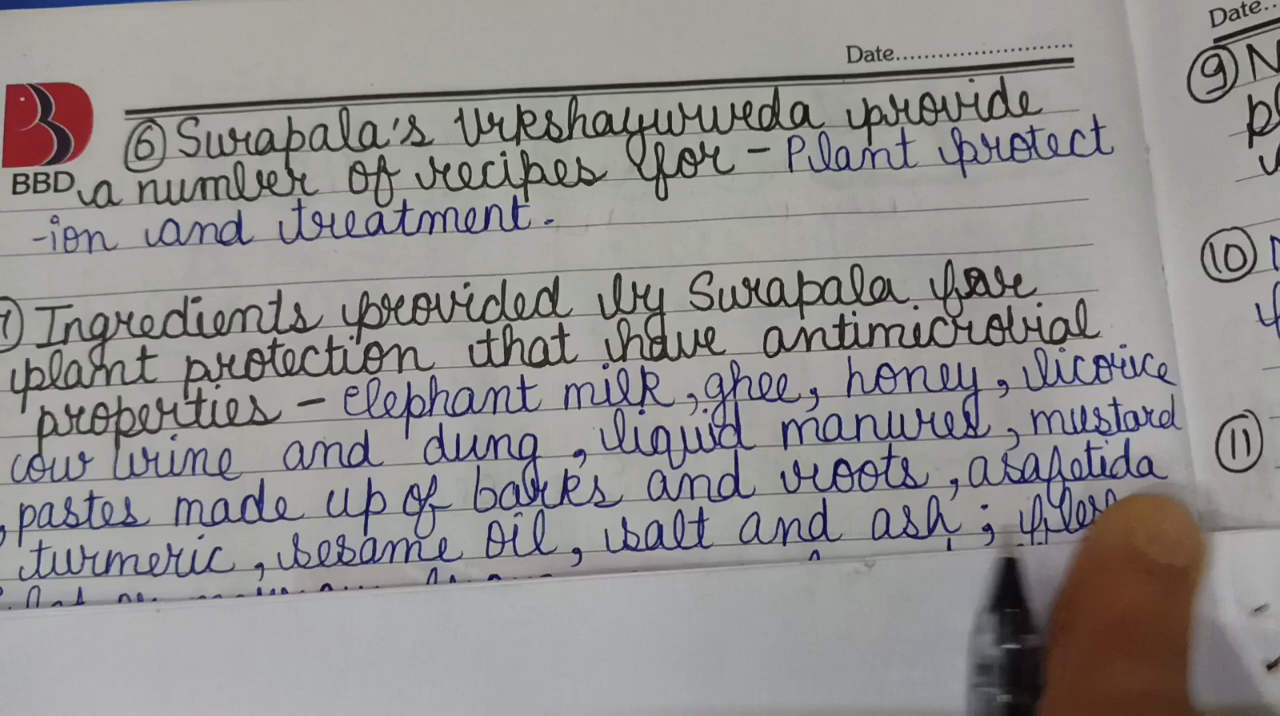 Date
Date
BBD
⑥ Surapala's Vrkshayurveda provide
a number of recipes for - Plant protect
-ion and treatment.
7) Ingredients provided by Surapala for
plant protection that have antimicrobial
properties - elephant milk, ghee, honey, licorice
cow urine and dung, liquid manures, mustard
, pastes made up of barks and roots, asafetida
turmeric, sesame oil, salt and ash ;
⑨
⑩
⑪